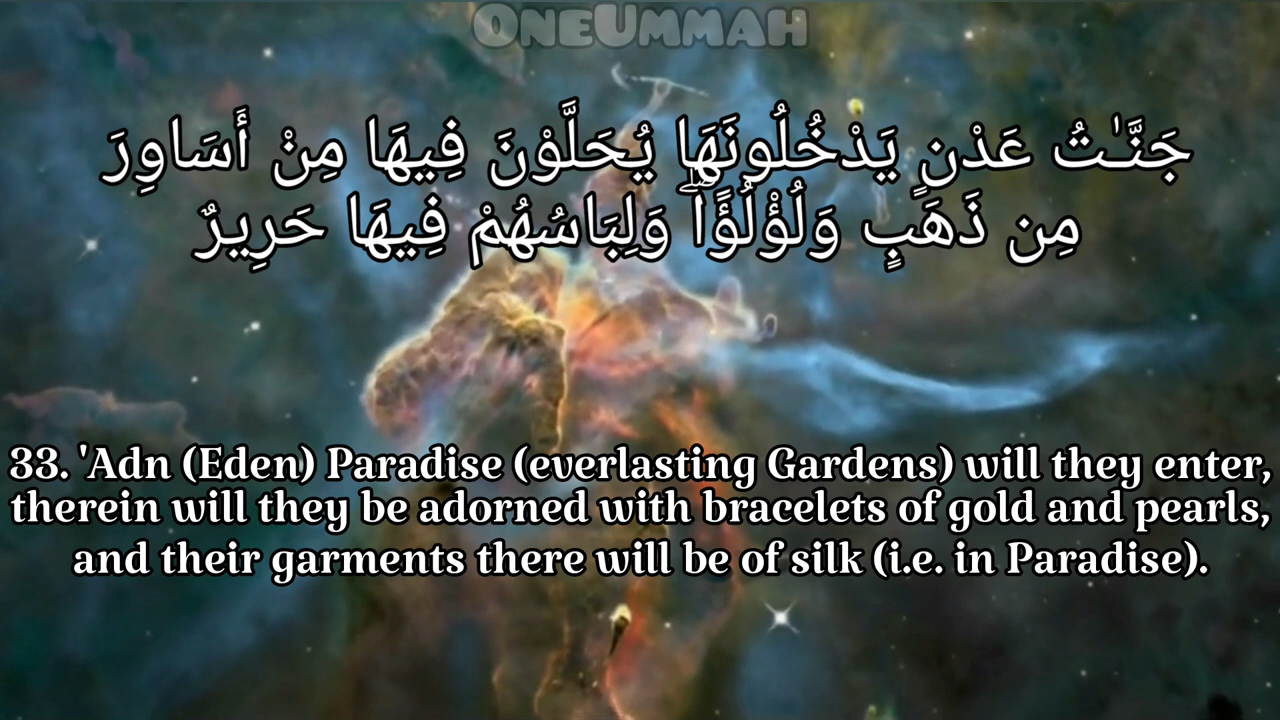 OneUmmah
جَنَّـٰتُ عَدْنٍ يَدْخُلُونَهَا يُحَلَّوْنَ فِيهَا مِنْ أَسَاوِرَ
مِن ذَهَبٍ وَلُؤْلُؤًاۖ وَلِبَاسُهُمْ فِيهَا حَرِيرٌ
33. 'Adn (Eden) Paradise (everlasting Gardens) will they enter,
therein will they be adorned with bracelets of gold and pearls,
and their garments there will be of silk (i.e. in Paradise).